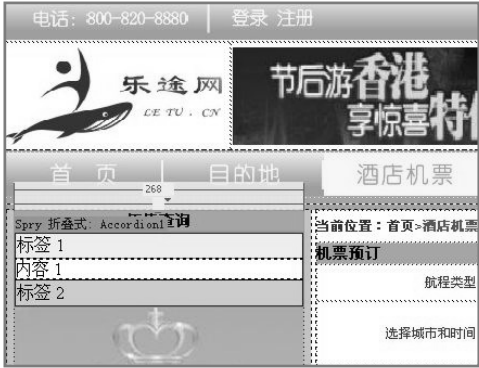 电话：800-820-8880 登录 注册
乐途网
LE TU . CN
节后游香港
享惊喜特
首 页 目的地 酒店机票
268
查询
Spry 折叠式: Accordion1
标签 1
内容 1
标签 2
当前位置：首页>酒店机票
机票预订
航程类型
选择城市和时间